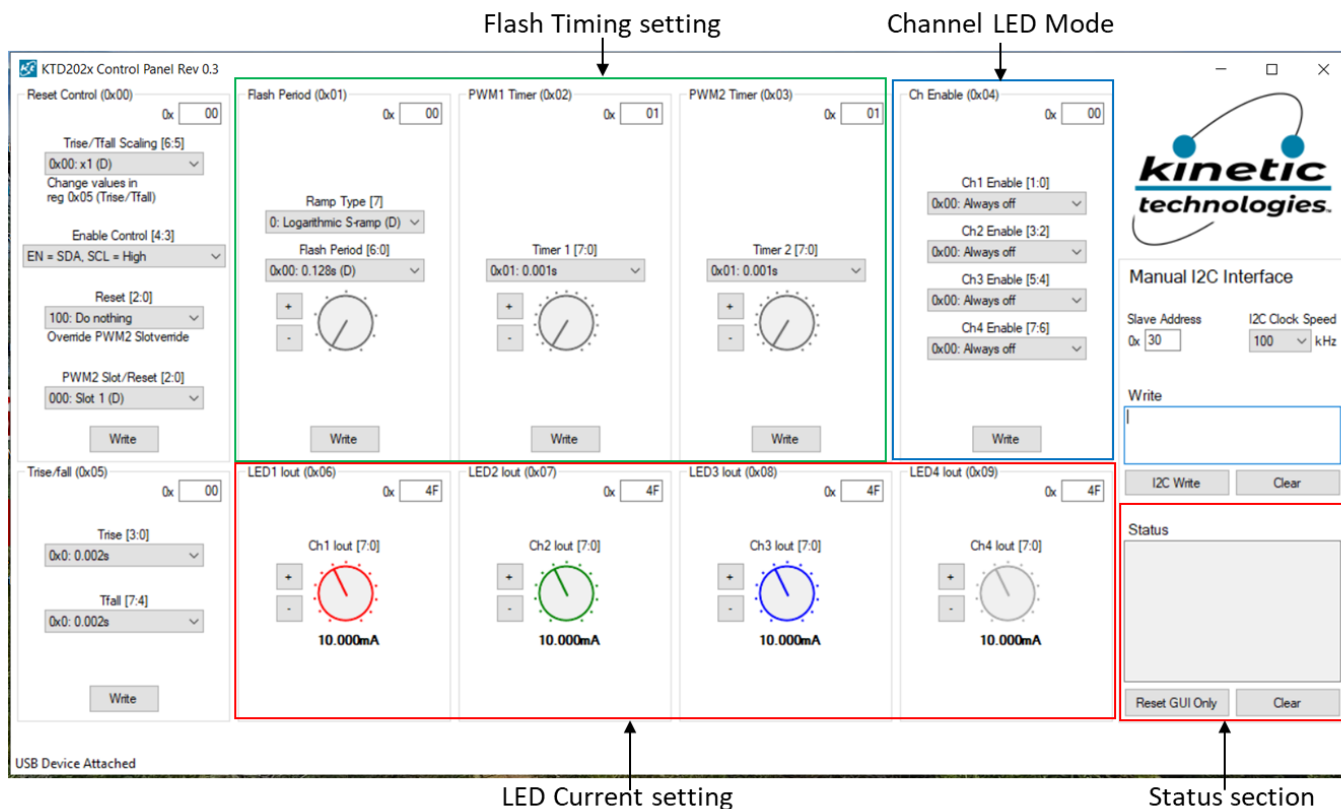 Flash Timing setting
Channel LED Mode
KTD202x Control Panel Rev 0.3
Reset Control (0x00)
0x 00
Trise/Tfall Scaling [6:5]
0x00: x1 (D)
Change values in
reg 0x05 (Trise/Tfall)
Enable Control [4:3]
EN = SDA, SCL = High
Reset [2:0]
100: Do nothing
Override PWM2 Slotverride
PWM2 Slot/Reset [2:0]
000: Slot 1 (D)
Write
Flash Period (0x01)
0x 00
Ramp Type [7]
0: Logarithmic S-ramp (D)
Flash Period [6:0]
0x00: 0.128s (D)
+
-
Write
PWM1 Timer (0x02)
0x 01
Timer 1 [7:0]
0x01: 0.001s
+
-
Write
PWM2 Timer (0x03)
0x 01
Timer 2 [7:0]
0x01: 0.001s
+
-
Write
Ch Enable (0x04)
0x 00
Ch1 Enable [1:0]
0x00: Always off
Ch2 Enable [3:2]
0x00: Always off
Ch3 Enable [5:4]
0x00: Always off
Ch4 Enable [7:6]
0x00: Always off
Write
kinetic
technologies™
Manual I2C Interface
Slave Address
I2C Clock Speed
0x 30
100 kHz
Write
I2C Write
Clear
Trise/fall (0x05)
0x 00
Trise [3:0]
0x0: 0.002s
Tfall [7:4]
0x0: 0.002s
Write
LED1 Iout (0x06)
0x 4F
Ch1 Iout [7:0]
+
-
10.000mA
LED2 Iout (0x07)
0x 4F
Ch2 Iout [7:0]
+
-
10.000mA
LED3 Iout (0x08)
0x 4F
Ch3 Iout [7:0]
+
-
10.000mA
LED4 Iout (0x09)
0x 4F
Ch4 Iout [7:0]
+
-
10.000mA
Status
Reset GUI Only
Clear
USB Device Attached
LED Current setting
Status section